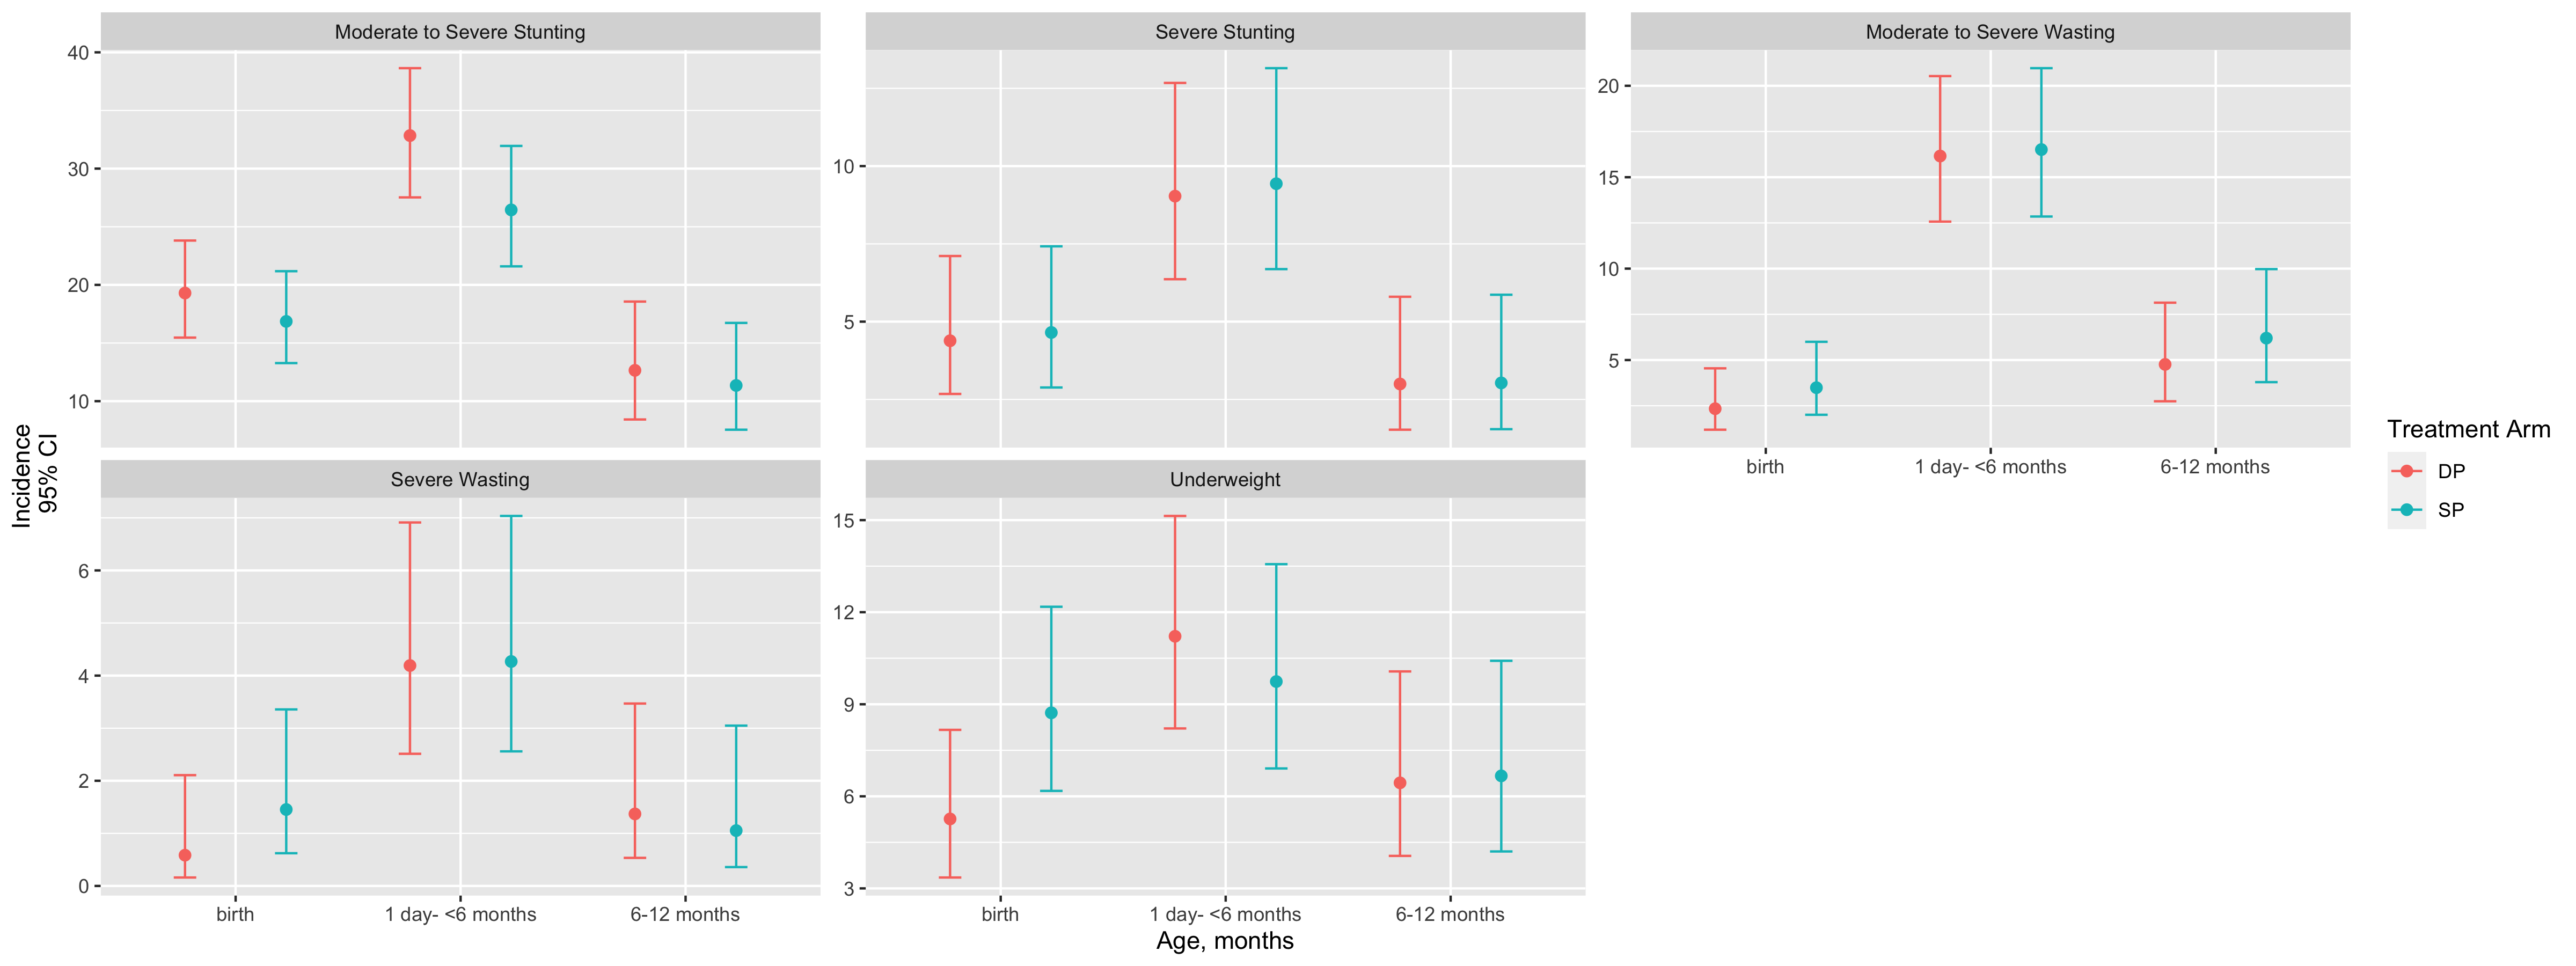 Moderate to Severe Stunting
Severe Stunting
Moderate to Severe Wasting
40
30
20
10
10
5
20
15
10
5
birth
1 day- <6 months
6-12 months
Severe Wasting
Underweight
6
4
2
0
15
12
9
6
3
birth
1 day- <6 months
6-12 months
birth
1 day- <6 months
6-12 months
Age, months
Incidence
95% CI
Treatment Arm
DP
SP